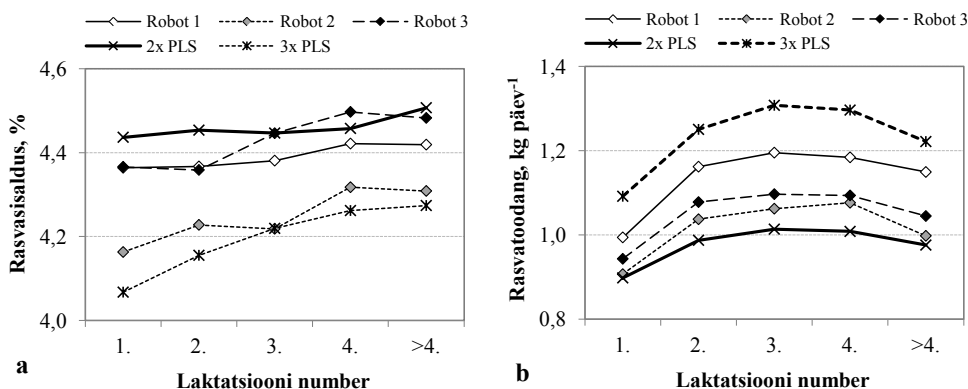 Robot 1
Robot 2
Robot 3
2x PLS
3x PLS
Rasvasisaldus, %
4,6
4,4
4,2
4,0
1.
2.
3.
4.
>4.
a
Laktatsiooni number
Robot 1
Robot 2
Robot 3
2x PLS
3x PLS
Rasvatoodang, kg päev-1
1,4
1,2
1,0
0,8
1.
2.
3.
4.
>4.
b
Laktatsiooni number